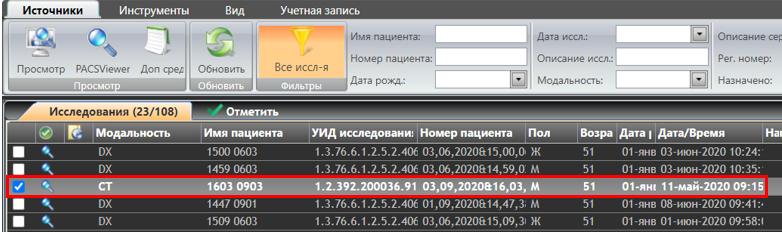 Источники Инструменты Вид Учетная запись
Имя пациента: Дата иссл.: Описание сер
Номер пациента: Описание иссл.: Рег. номер:
Просмотр PACSViewer Доп сред Обновить Все иссл-я
Дата рожд.: Модальность: Назначено:
Просмотр Обновить Фильтры
Исследования (23/108) Отметить
Модальность Имя пациента УИД исследовани Номер пациента Пол Возра Дата р Дата/Время На
DX 1500 0603 1.3.76.6.1.2.5.2.406 03,06,2020&15,00,0 Ж 51 01-янв 03-июн-2020 10:24:
DX 1459 0603 1.3.76.6.1.2.5.2.406 03,06,2020&14,59,0 М 51 01-янв 03-июн-2020 10:15:
CT 1603 0903 1.2.392.200036.91 03,09,2020&16,03, М 51 01-янв 11-май-2020 09:15
DX 1447 0901 1.3.76.6.1.2.5.2.406 01,09,2020&14,47,3 М 51 01-янв 08-июн-2020 09:41:
DX 1509 0603 1.3.76.6.1.2.5.2.406 03,06,2020&15,09,3 Ж 51 01-янв 01-июн-2020 09:58: